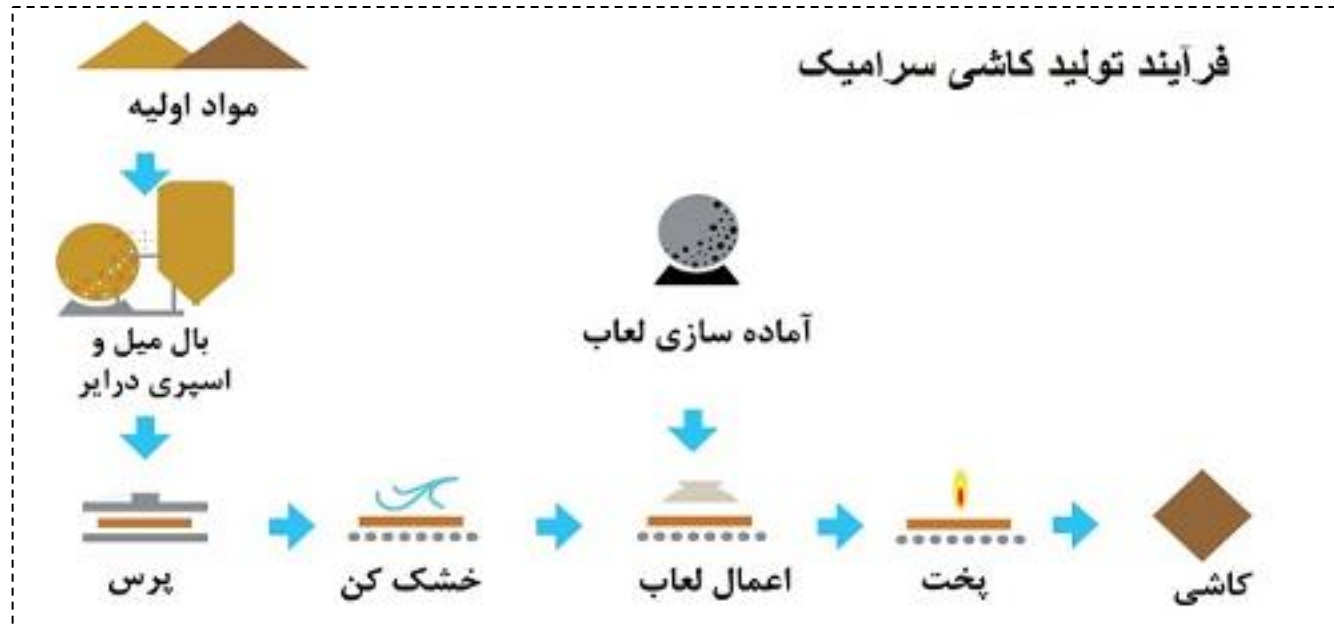 فرآیند تولید کاشی سرامیک
مواد اولیه
بال میل و
اسپری درایر
آماده سازی لعاب
پرس
خشک کن
اعمال لعاب
پخت
کاشی